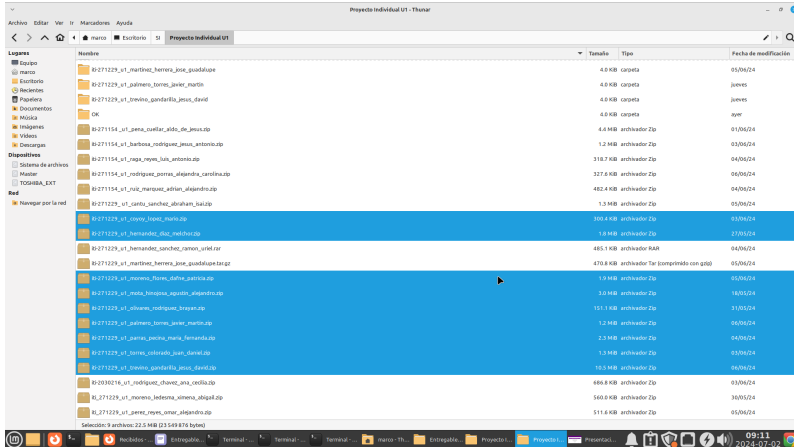 Proyecto Individual U1 - Thunar
Archivo Editar Ver Ir Marcadores Ayuda
marco Escritorio SI Proyecto Individual U1
Lugares
Equipo
marco
Escritorio
Recientes
Papelera
Documentos
Música
Imágenes
Vídeos
Descargas
Dispositivos
Sistema de archivos
Master
TOSHIBA_EXT
Red
Navegar por la red
Nombre Tamaño Tipo Fecha de modificación
iti-271229_u1_martinez_herrera_jose_guadalupe 4.0 KiB carpeta 05/06/24
iti-271229_u1_palmero_torres_javier_martin 4.0 KiB carpeta jueves
iti-271229_u1_trevino_gandarilla_jesus_david 4.0 KiB carpeta jueves
OK 4.0 KiB carpeta ayer
iti-271154 _u1_pena_cuellar_aldo_de_jesus.zip 4.4 MiB archivador Zip 01/06/24
iti-271154_u1_barbosa_rodriguez_jesus_antonio.zip 1.2 MiB archivador Zip 03/06/24
iti-271154_u1_raga_reyes_luis_antonio.zip 318.7 KiB archivador Zip 04/06/24
iti-271154_u1_rodriguez_porras_alejandra_carolina.zip 327.6 KiB archivador Zip 06/06/24
iti-271154_u1_ruiz_marquez_adrian_alejandro.zip 482.4 KiB archivador Zip 04/06/24
iti-271229_ u1_cantu_sanchez_abraham_isai.zip 1.3 MiB archivador Zip 05/06/24
iti-271229_u1_coyoy_lopez_mario.zip 300.4 KiB archivador Zip 03/06/24
iti-271229_u1_hernandez_diaz_melchor.zip 1.8 MiB archivador Zip 27/05/24
iti-271229_u1_hernandez_sanchez_ramon_uriel.rar 485.1 KiB archivador RAR 04/06/24
iti-271229_u1_martinez_herrera_jose_guadalupe.tar.gz 470.8 KiB archivador Tar (comprimido con gzip) 05/06/24
iti-271229_u1_moreno_flores_dafne_patricia.zip 1.9 MiB archivador Zip 05/06/24
iti-271229_u1_mota_hinojosa_agustin_alejandro.zip 3.0 MiB archivador Zip 18/05/24
iti-271229_u1_olivares_rodriguez_brayan.zip 151.1 KiB archivador Zip 31/05/24
iti-271229_u1_palmero_torres_javier_martin.zip 1.2 MiB archivador Zip 06/06/24
iti-271229_u1_parras_pecina_maria_fernanda.zip 2.3 MiB archivador Zip 04/06/24
iti-271229_u1_torres_colorado_juan_daniel.zip 1.3 MiB archivador Zip 03/06/24
iti-271229_u1_trevino_gandarilla_jesus_david.zip 10.5 MiB archivador Zip 06/06/24
iti-2030216_u1_rodriguez_chavez_ana_cecilia.zip 686.8 KiB archivador Zip 03/06/24
iti_271229_u1_moreno_ledesma_ximena_abigail.zip 560.0 KiB archivador Zip 30/05/24
iti_271229_u1_perez_reyes_omar_alejandro.zip 511.8 KiB archivador Zip 05/06/24
Selección: 9 archivos: 22.5 MiB (23 549 876 bytes)
Recibidos -... Entregable... Terminal -... Terminal -... Terminal -... marco - Th... Entregable... Proyecto I... Proyecto I... Presentaci... 09:11
2024-07-02